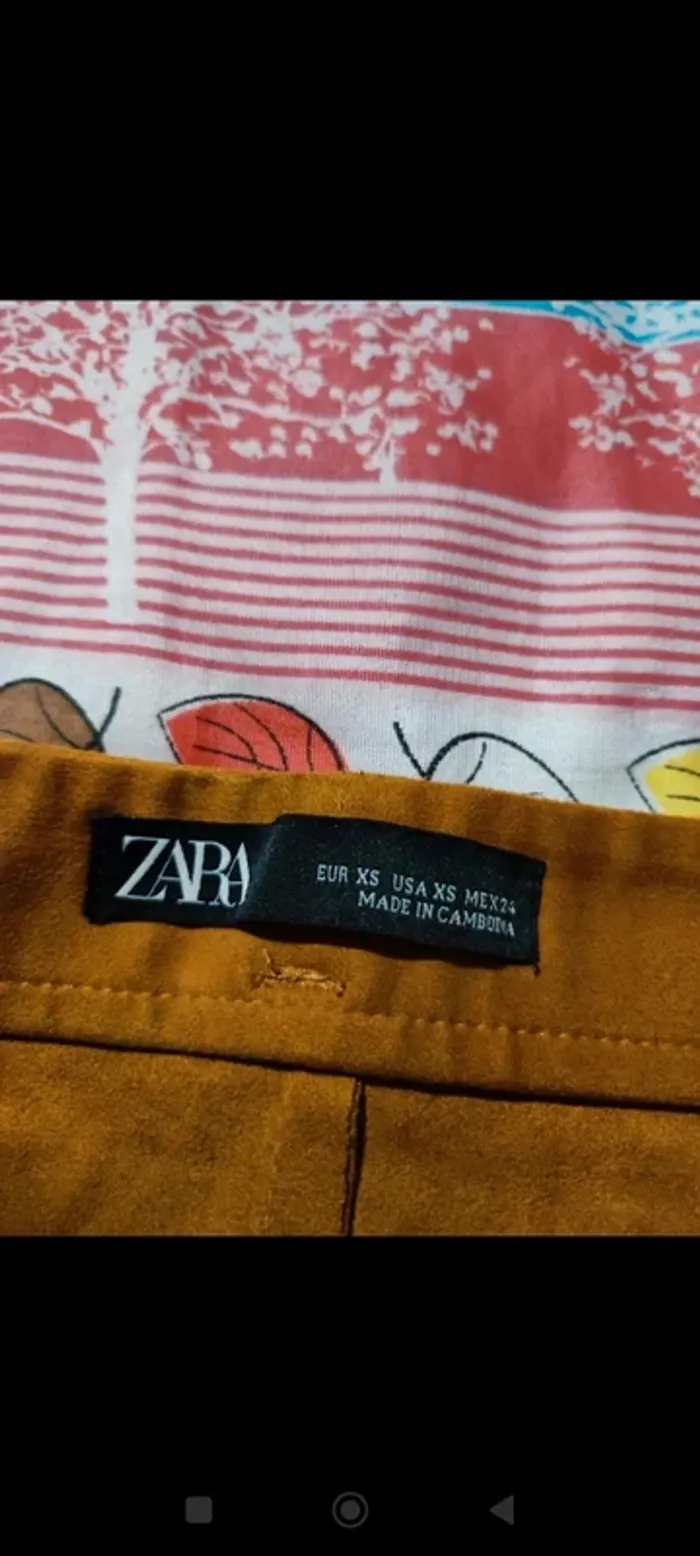 ZARA
EUR XS USA XS MEX24
MADE IN CAMBODIA